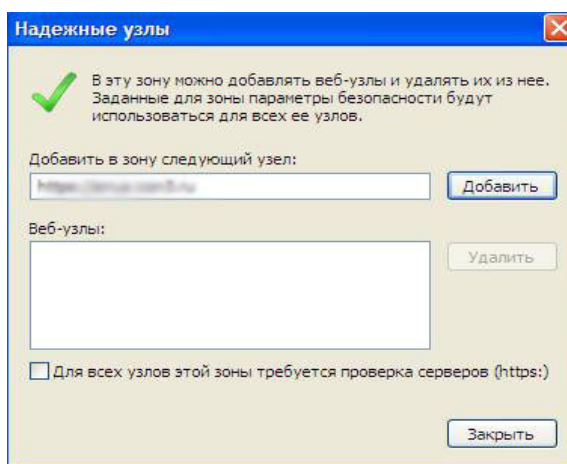 Надежные узлы
В эту зону можно добавлять веб-узлы и удалять их из нее.
Заданные для зоны параметры безопасности будут
использоваться для всех ее узлов.
Добавить в зону следующий узел:
Добавить
Веб-узлы:
Удалить
Для всех узлов этой зоны требуется проверка серверов (https:)
Закрыть